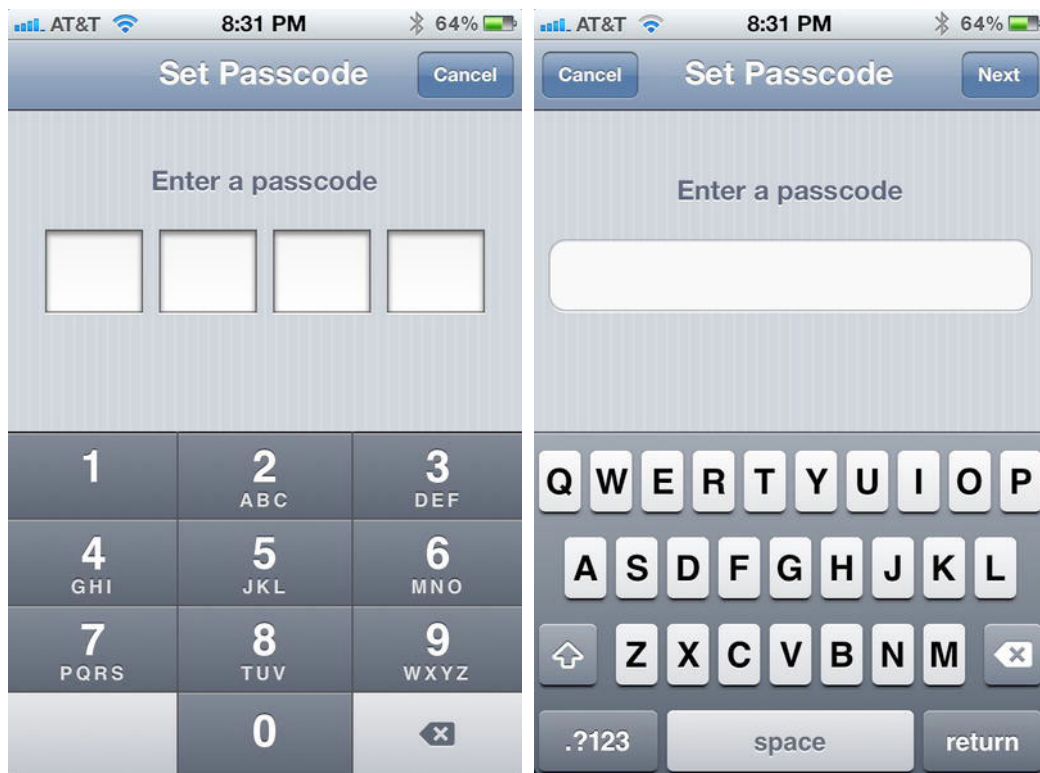 AT&T 8:31 PM 64%
Set Passcode Cancel
Enter a passcode
1 2 3
ABC DEF
4 5 6
GHI JKL MNO
7 8 9
PQRS TUV WXYZ
0
AT&T 8:31 PM 64%
Cancel Set Passcode Next
Enter a passcode
Q W E R T Y U I O P
A S D F G H J K L
Z X C V B N M
.?123 space return